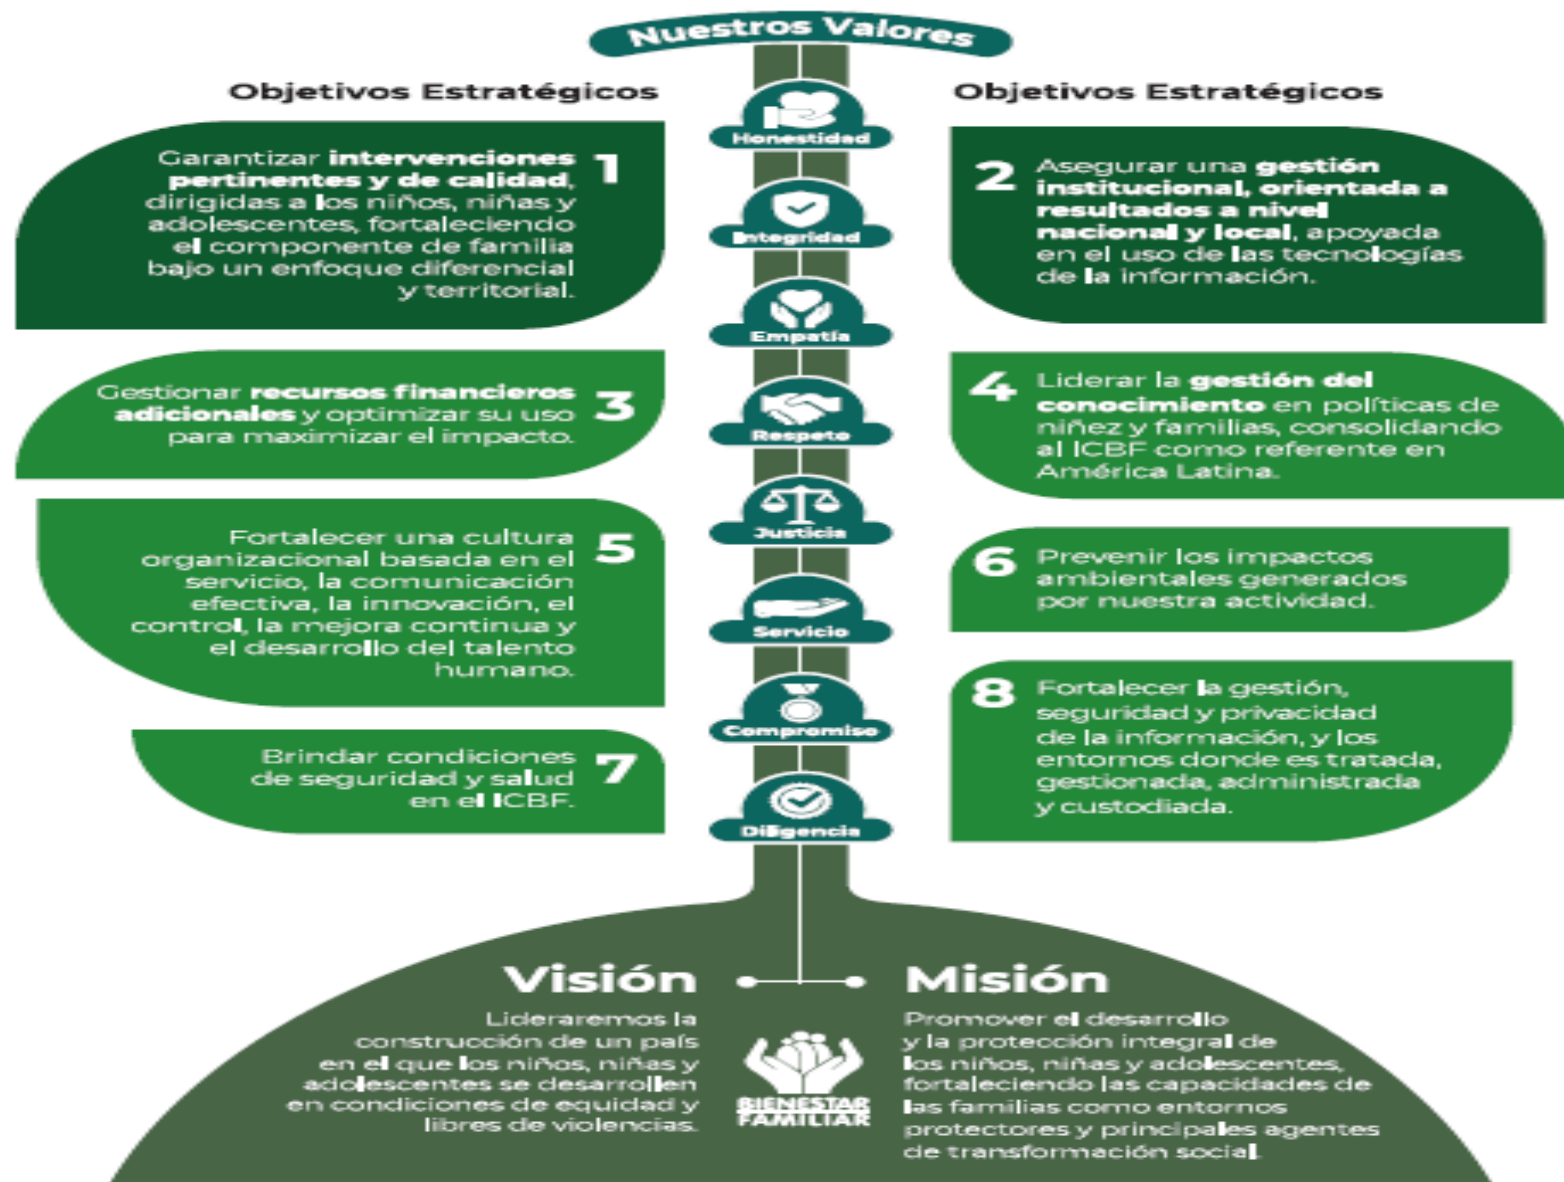 Nuestros Valores
Objetivos Estratégicos
1
Garantizar intervenciones
pertinentes y de calidad,
dirigidas a los niños, niñas y
adolescentes, fortaleciendo
el componente de familia
bajo un enfoque diferencial
y territorial.
3
Gestionar recursos financieros
adicionales y optimizar su uso
para maximizar el impacto.
5
Fortalecer una cultura
organizacional basada en el
servicio, la comunicación
efectiva, la innovación, el
control, la mejora continua y
el desarrollo del talento
humano.
7
Brindar condiciones
de seguridad y salud
en el ICBF.
Honestidad
Integridad
Empatía
Respeto
Justicia
Servicio
Compromiso
Diligencia
Objetivos Estratégicos
2
Asegurar una gestión
institucional, orientada a
resultados a nivel
nacional y local, apoyada
en el uso de las tecnologías
de la información.
4
Liderar la gestión del
conocimiento en políticas de
niñez y familias, consolidando
al ICBF como referente en
América Latina.
6
Prevenir los impactos
ambientales generados
por nuestra actividad.
8
Fortalecer la gestión,
seguridad y privacidad
de la información, y los
entornos donde es tratada,
gestionada, administrada
y custodiada.
Visión
Lideraremos la
construcción de un país
en el que los niños, niñas y
adolescentes se desarrollen
en condiciones de equidad y
libres de violencias.
BIENESTAR
FAMILIAR
Misión
Promover el desarrollo
y la protección integral de
los niños, niñas y adolescentes,
fortaleciendo las capacidades de
las familias como entornos
protectores y principales agentes
de transformación social.